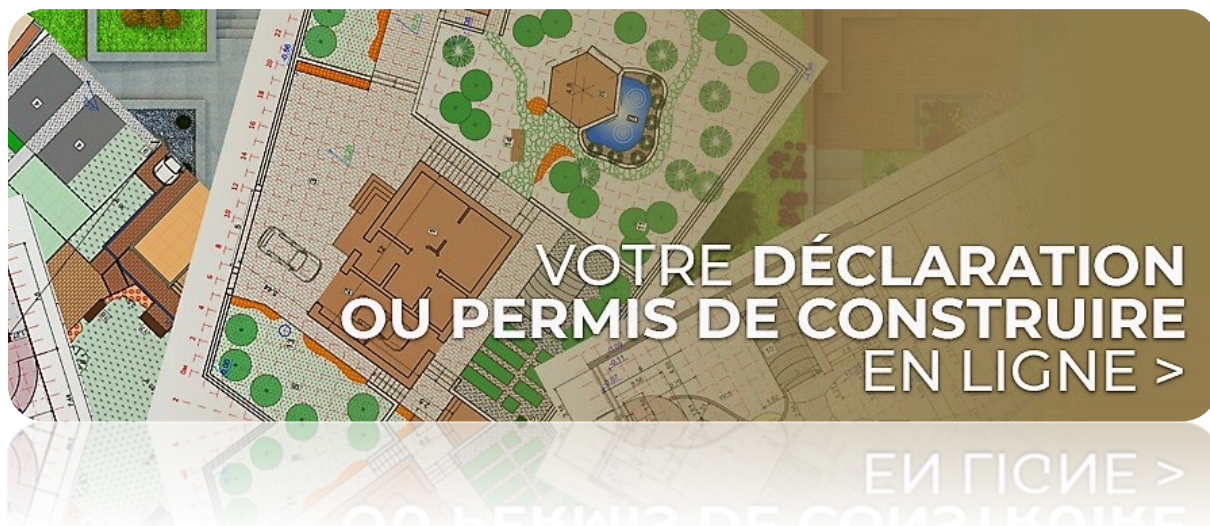 VOTRE DÉCLARATION
OU PERMIS DE CONSTRUIRE
EN LIGNE >